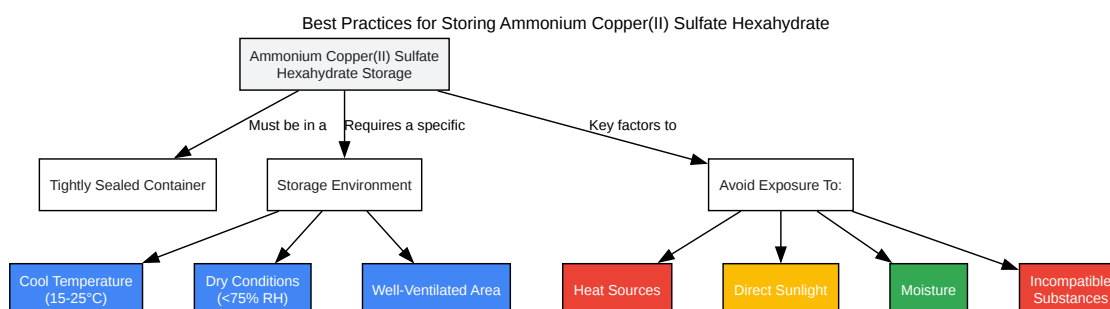 Best Practices for Storing Ammonium Copper(II) Sulfate Hexahydrate
Ammonium Copper(II) Sulfate
Hexahydrate Storage
Must be in a
Requires a specific
Key factors to
Tightly Sealed Container
Storage Environment
Avoid Exposure To:
Cool Temperature
(15-25°C)
Dry Conditions
(<75% RH)
Well-Ventilated Area
Heat Sources
Direct Sunlight
Moisture
Incompatible
Substances